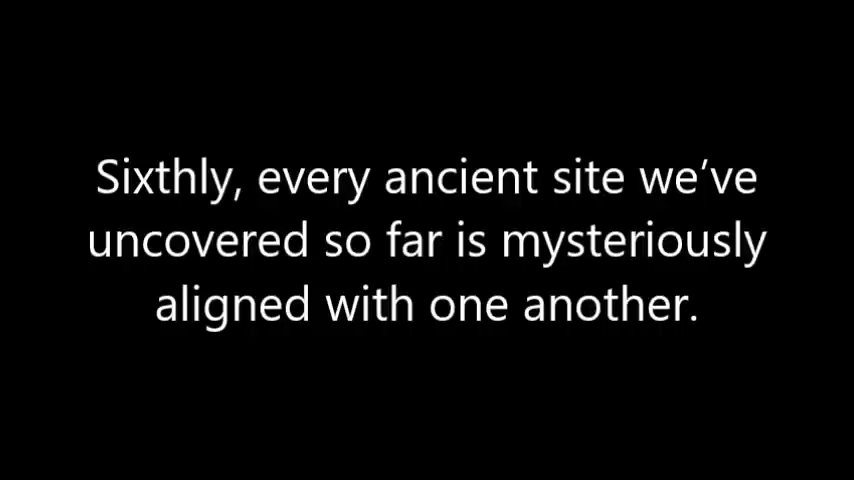 Sixthly, every ancient site we’ve
uncovered so far is mysteriously
aligned with one another.